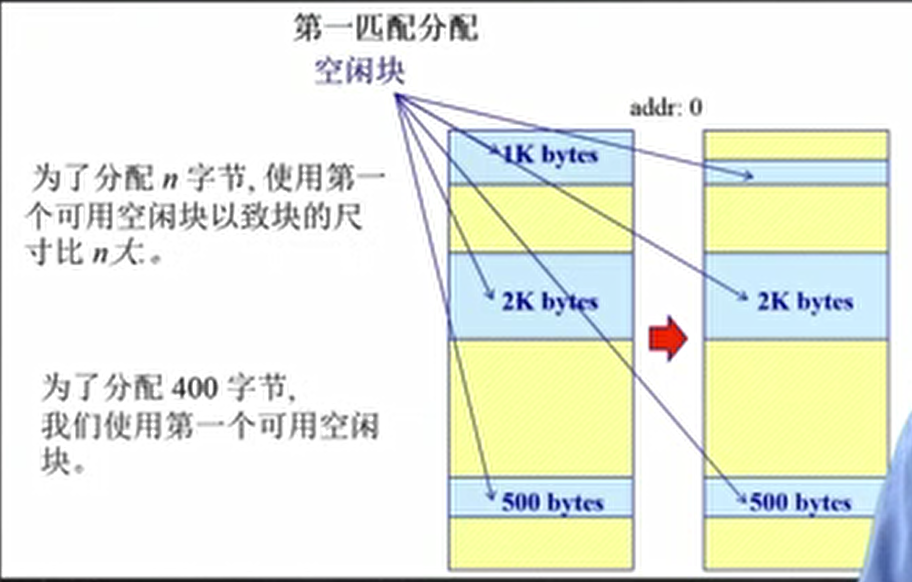 第一匹配分配
空闲块
addr: 0
为了分配 n 字节, 使用第一
个可用空闲块以致块的尺
寸比 n大。
为了分配 400 字节,
我们使用第一个可用空闲
块。
1K bytes
2K bytes
500 bytes
2K bytes
500 bytes